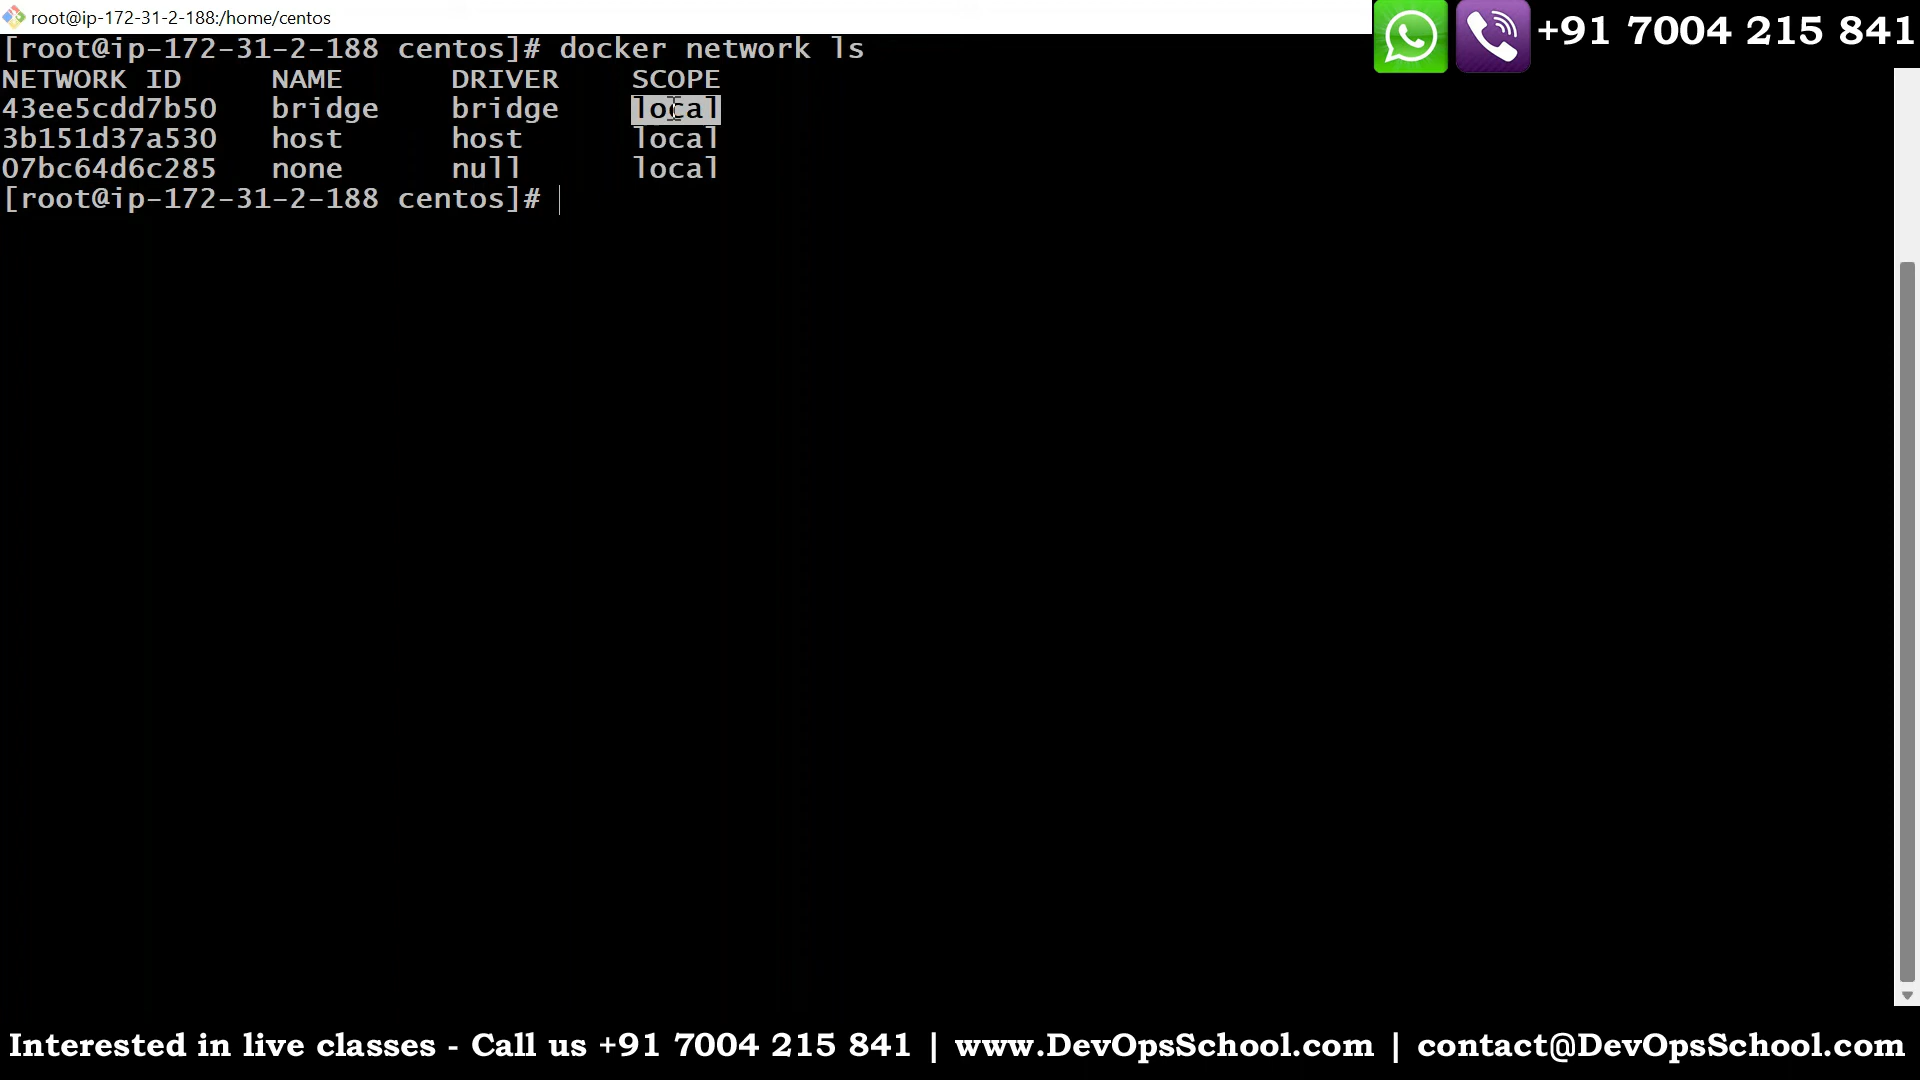 root@ip-172-31-2-188:/home/centos
+91 7004 215 841
[root@ip-172-31-2-188 centos]# docker network ls
NETWORK ID     NAME      DRIVER    SCOPE
43ee5cdd7b50   bridge    bridge    local
3b151d37a530   host      host      local
07bc64d6c285   none      null      local
[root@ip-172-31-2-188 centos]#
Interested in live classes - Call us +91 7004 215 841 | www.DevOpsSchool.com | contact@DevOpsSchool.com